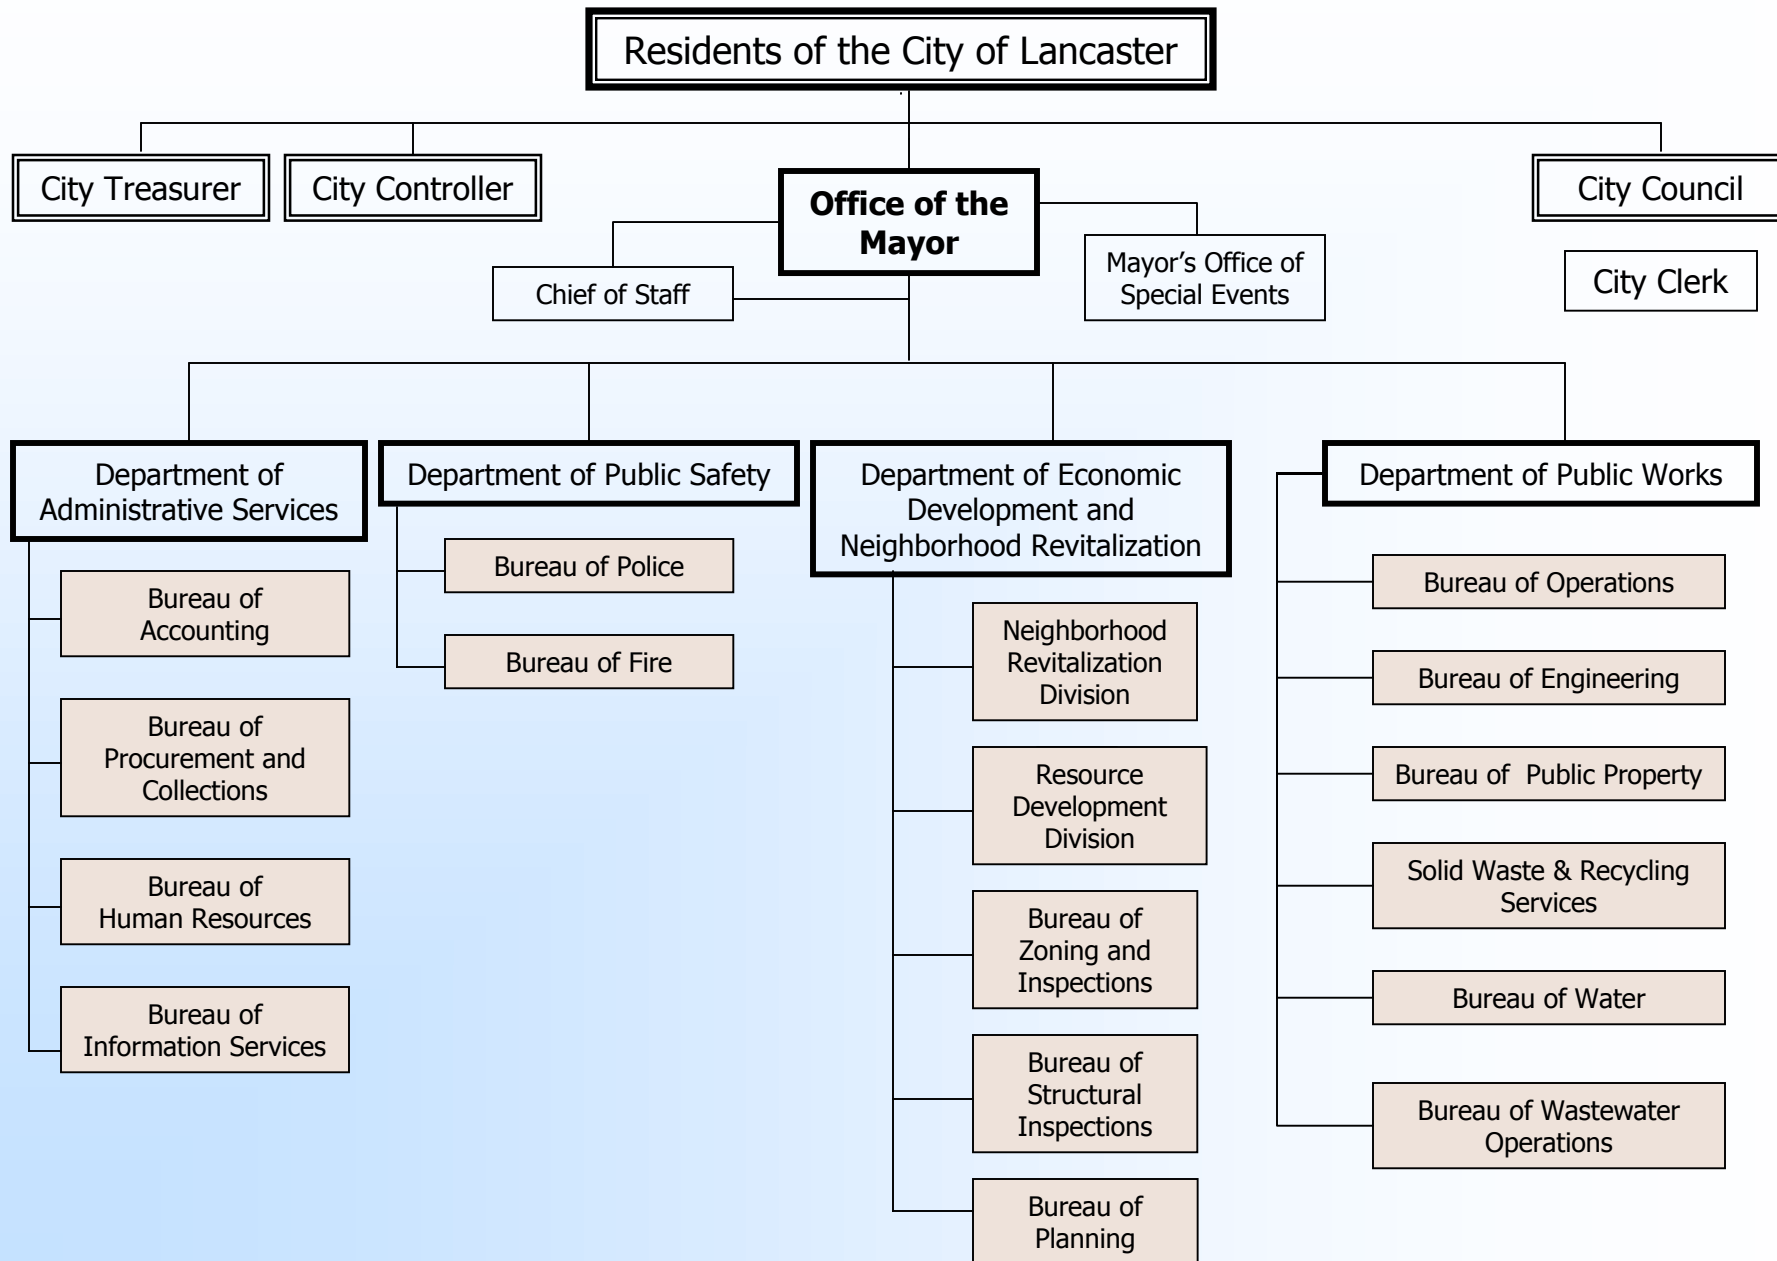 Residents of the City of Lancaster
City Treasurer
City Controller
Office of the
Mayor
City Council
Chief of Staff
Mayor’s Office of
Special Events
City Clerk
Department of
Administrative Services
Bureau of
Accounting
Bureau of
Procurement and
Collections
Bureau of
Human Resources
Bureau of
Information Services
Department of Public Safety
Bureau of Police
Bureau of Fire
Department of Economic
Development and
Neighborhood Revitalization
Neighborhood
Revitalization
Division
Resource
Development
Division
Bureau of
Zoning and
Inspections
Bureau of
Structural
Inspections
Bureau of
Planning
Department of Public Works
Bureau of Operations
Bureau of Engineering
Bureau of  Public Property
Solid Waste & Recycling
Services
Bureau of Water
Bureau of Wastewater
Operations